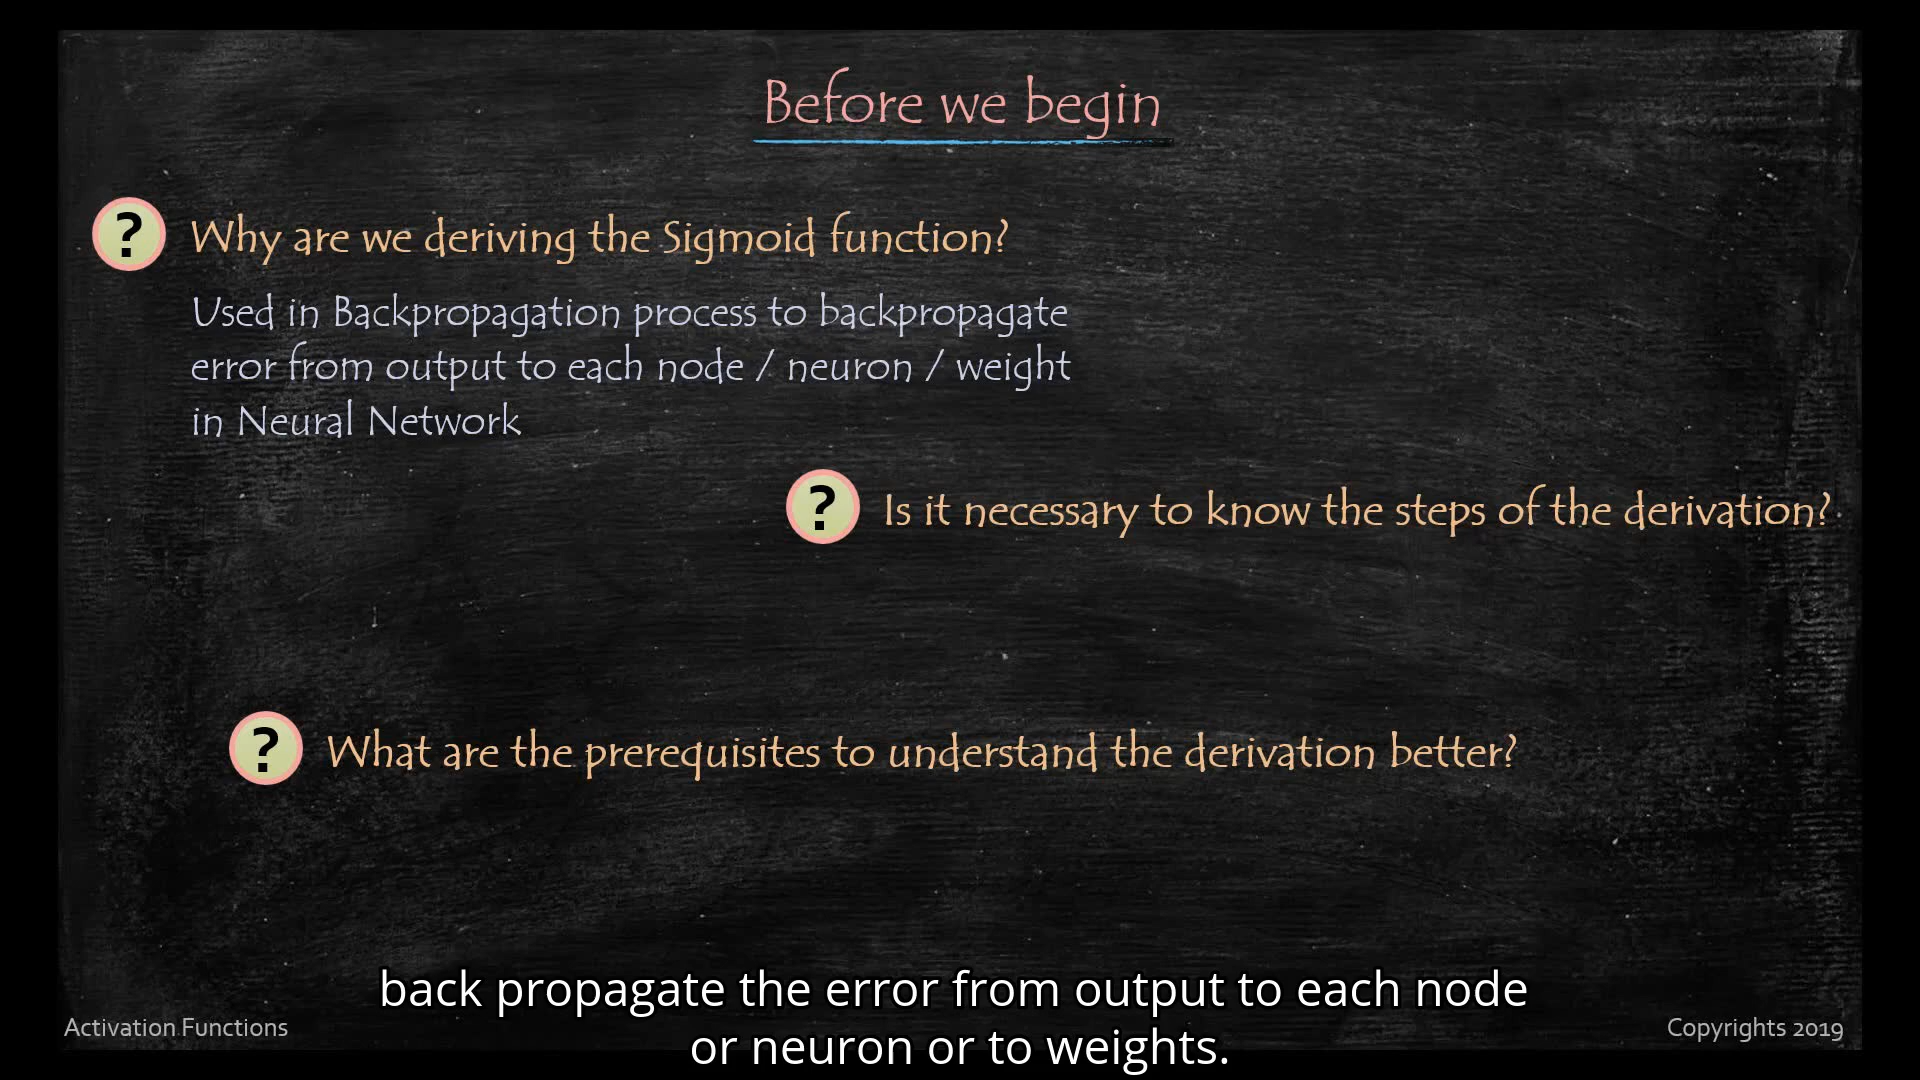 Before we begin
? Why are we deriving the Sigmoid function?
Used in Backpropagation process to backpropagate
error from output to each node / neuron / weight
in Neural Network
? Is it necessary to know the steps of the derivation?
? What are the prerequisites to understand the derivation better?
back propagate the error from output to each node
or neuron or to weights.
Activation Functions
Copyrights 2019